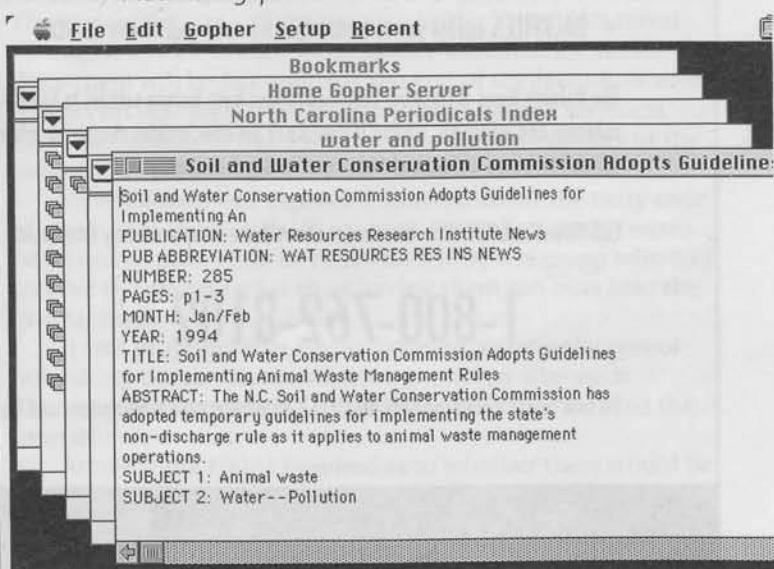 File Edit Gopher Setup Recent
Bookmarks
Home Gopher Server
North Carolina Periodicals Index
water and pollution
Soil and Water Conservation Commission Adopts Guidelines
Soil and Water Conservation Commission Adopts Guidelines for
Implementing An
PUBLICATION: Water Resources Research Institute News
PUB ABBREVIATION: WAT RESOURCES RES INS NEWS
NUMBER: 285
PAGES: p1-3
MONTH: Jan/Feb
YEAR: 1994
TITLE: Soil and Water Conservation Commission Adopts Guidelines
for Implementing Animal Waste Management Rules
ABSTRACT: The N.C. Soil and Water Conservation Commission has
adopted temporary guidelines for implementing the state's
non-discharge rule as it applies to animal waste management
operations.
SUBJECT 1: Animal waste
SUBJECT 2: Water--Pollution